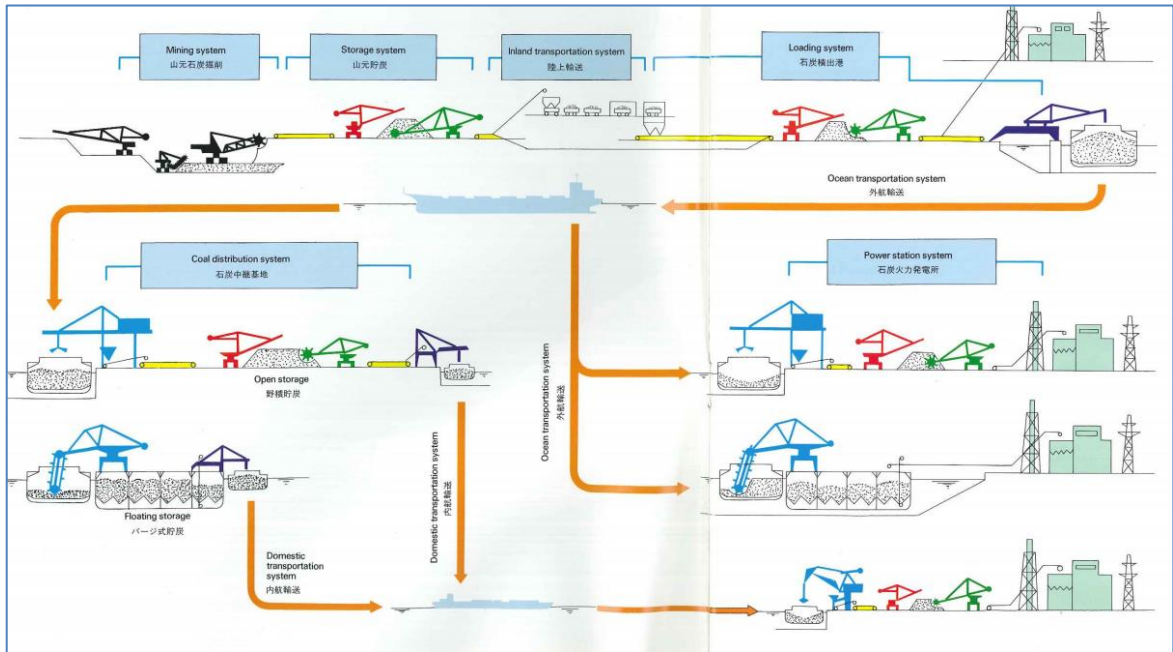 Mining system
山元石炭掘削
Storage system
山元貯炭
Inland transportation system
陸上輸送
Loading system
石炭積出港
Ocean transportation system
外航輸送
Coal distribution system
石炭中継基地
Power station system
石炭火力発電所
Open storage
野積貯炭
Ocean transportation system
外航輸送
Domestic transportation system
内航輸送
Floating storage
バージ式貯炭
Domestic
transportation
system
内航輸送